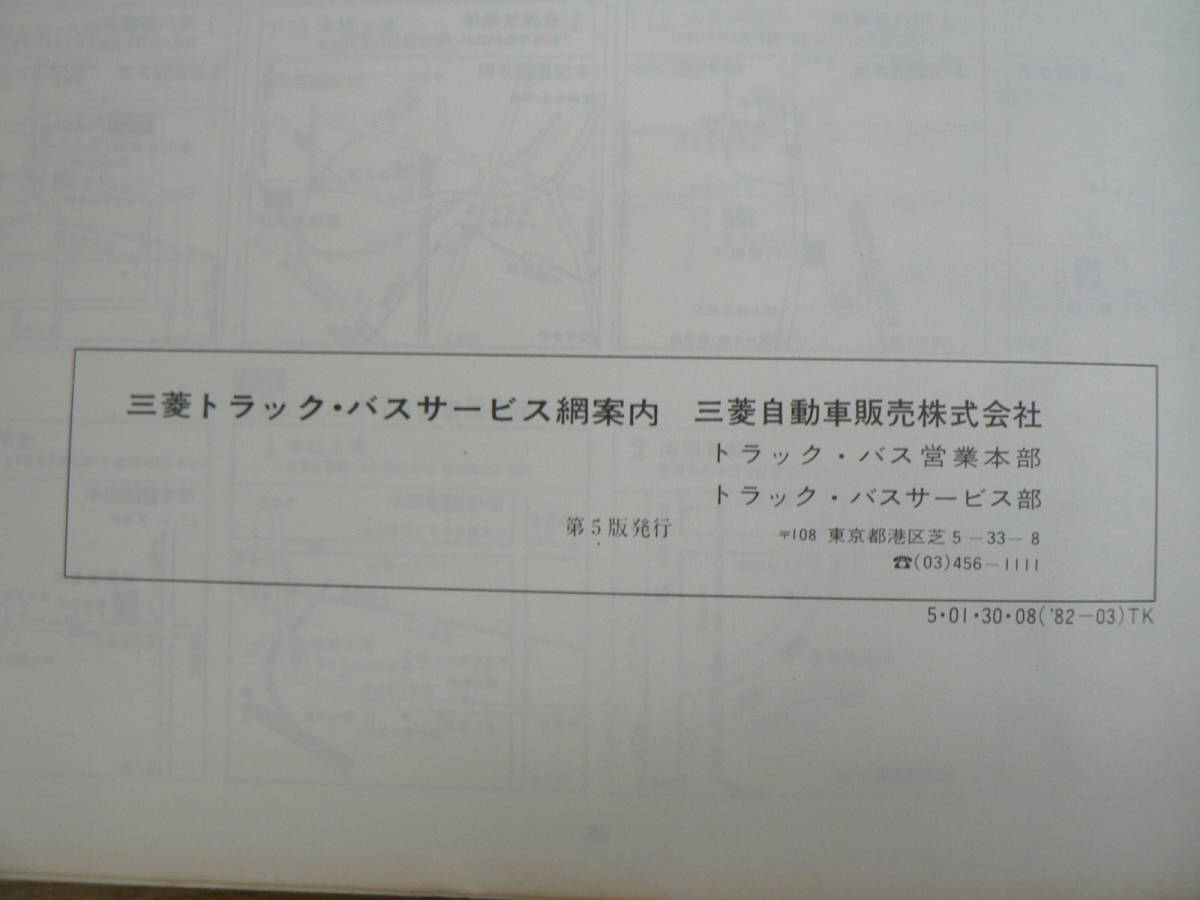 三菱トラック・バスサービス網案内　三菱自動車販売株式会社
トラック・バス営業本部
トラック・バスサービス部
第5版発行
〒108 東京都港区芝5-33-8
☎(03)456-1111
5・01・30・08('82-03)TK